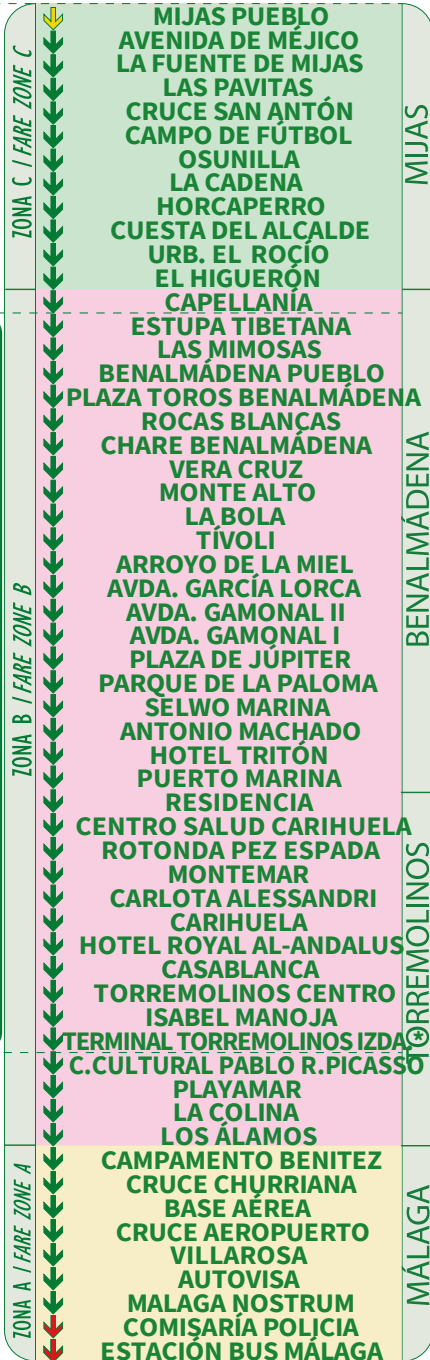 MIJAS PUEBLO
AVENIDA DE MÉJICO
LA FUENTE DE MIJAS
LAS PAVITAS
CRUCE SAN ANTÓN
CAMPO DE FÚTBOL
OSUNILLA
LA CADENA
HORCAPERRO
CUESTA DEL ALCALDE
URB. EL ROCÍO
EL HIGUERÓN
ZONA C / FARE ZONE C
MIJAS
CAPELLANÍA
ESTUPA TIBETANA
LAS MIMOSAS
BENALMÁDENA PUEBLO
PLAZA TOROS BENALMÁDENA
ROCAS BLANCAS
CHARE BENALMÁDENA
VERA CRUZ
MONTE ALTO
LA BOLA
TÍVOLI
ARROYO DE LA MIEL
AVDA. GARCÍA LORCA
AVDA. GAMONAL II
AVDA. GAMONAL I
PLAZA DE JÚPITER
PARQUE DE LA PALOMA
SELWO MARINA
ANTONIO MACHADO
HOTEL TRITÓN
PUERTO MARINA
RESIDENCIA
CENTRO SALUD CARIHUELA
ROTONDA PEZ ESPADA
MONTEMAR
CARLOTA ALESSANDRI
CARIHUELA
HOTEL ROYAL AL-ANDALUS
CASABLANCA
TORREMOLINOS CENTRO
ISABEL MANOJA
TERMINAL TORREMOLINOS IZDA.*
C.CULTURAL PABLO R.PICASSO
PLAYAMAR
LA COLINA
LOS ÁLAMOS
ZONA B / FARE ZONE B
BENALMÁDENA
TORREMOLINOS
CAMPAMENTO BENITEZ
CRUCE CHURRIANA
BASE AÉREA
CRUCE AEROPUERTO
VILLAROSA
AUTOVISA
MALAGA NOSTRUM
COMISARÍA POLICIA
ESTACIÓN BUS MÁLAGA
ZONA A / FARE ZONE A
MÁLAGA